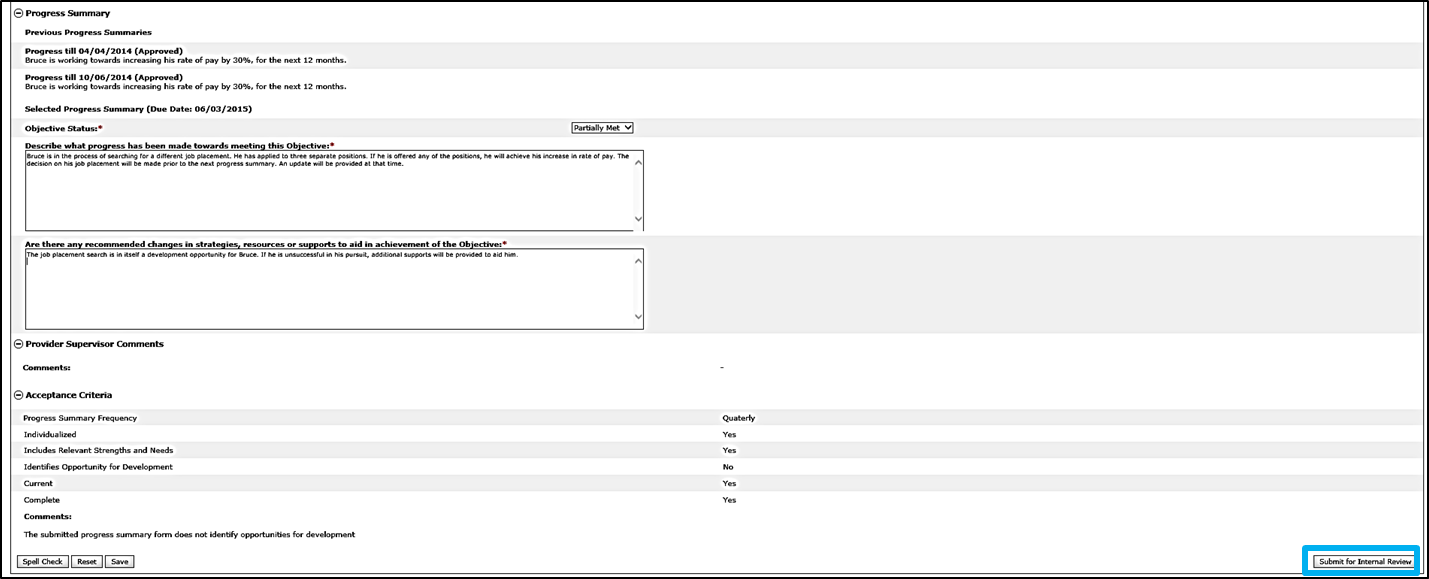 Progress Summary
Previous Progress Summaries
Progress till 04/04/2014 (Approved)
Bruce is working towards increasing his rate of pay by 30%, for the next 12 months.
Progress till 10/06/2014 (Approved)
Bruce is working towards increasing his rate of pay by 30%, for the next 12 months.
Selected Progress Summary (Due Date: 06/03/2015)
Objective Status:* Partially Met
Describe what progress has been made towards meeting this Objective:*
Bruce is in the process of searching for a different job placement. He has applied to three separate positions. If he is offered any of the positions, he will achieve his increase in rate of pay. The
decision on his job placement will be made prior to the next progress summary. An update will be provided at that time.
Are there any recommended changes in strategies, resources or supports to aid in achievement of the Objective:*
The job placement search is in itself a development opportunity for Bruce. If he is unsuccessful in his pursuit, additional supports will be provided to aid him.
Provider Supervisor Comments
Comments: -
Acceptance Criteria
Progress Summary Frequency Quaterly
Individualized Yes
Includes Relevant Strengths and Needs Yes
Identifies Opportunity for Development No
Current Yes
Complete Yes
Comments:
The submitted progress summary form does not identify opportunities for development
Spell Check Reset Save Submit for Internal Review